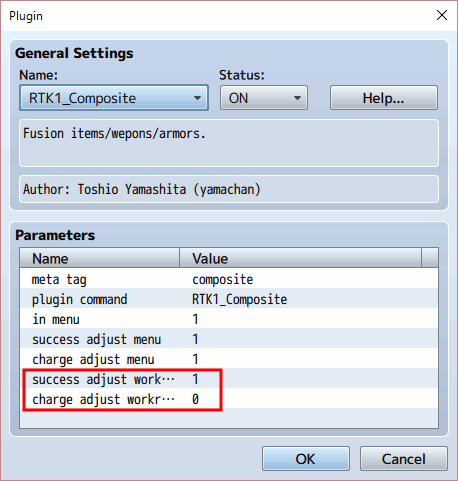 Plugin
General Settings
Name:
Status:
RTK1_Composite
ON
Help...
Fusion items/wepons/armors.
Author: Toshio Yamashita (yamachan)
Parameters
Name Value
meta tag composite
plugin command RTK1_Composite
in menu 1
success adjust menu 1
charge adjust menu 1
success adjust work… 1
charge adjust workr… 0
OK
Cancel